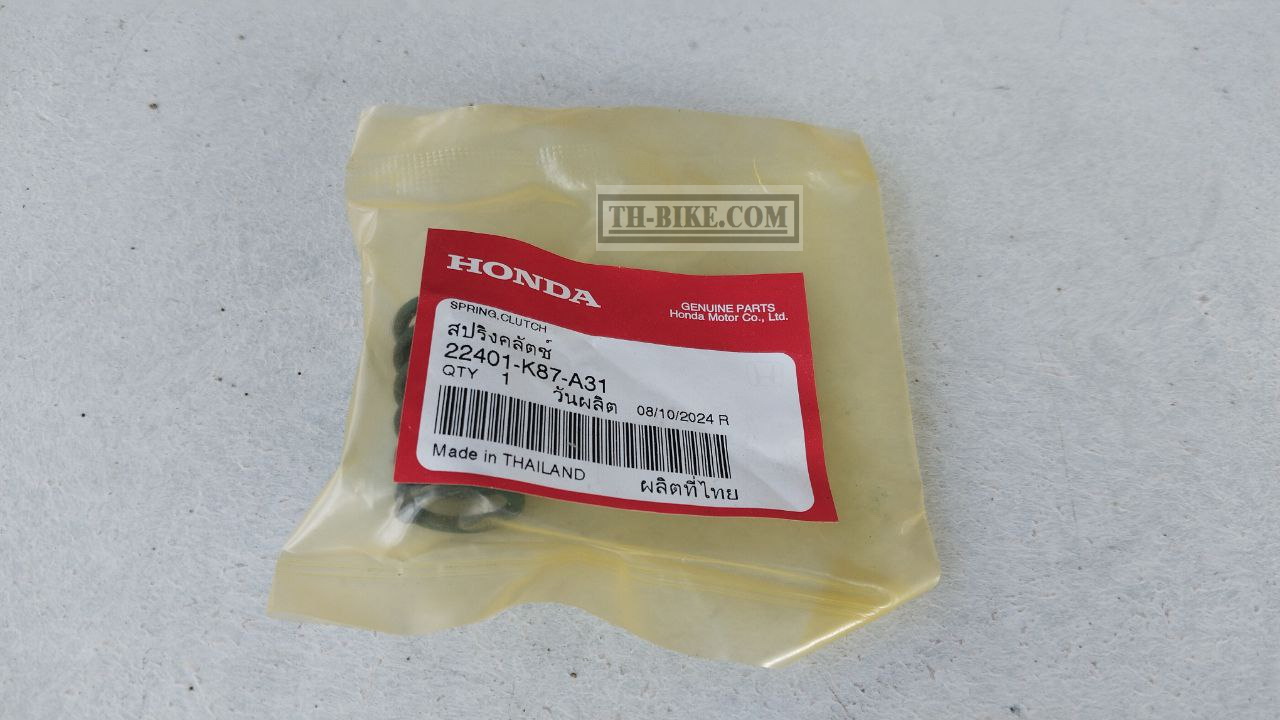 TH-BIKE.COM
HONDA
GENUINE PARTS
Honda Motor Co., Ltd.
SPRING,CLUTCH
สปริงคลัตช์
22401-K87-A31
QTY 1
วันผลิต 08/10/2024 R
Made in THAILAND
ผลิตที่ไทย